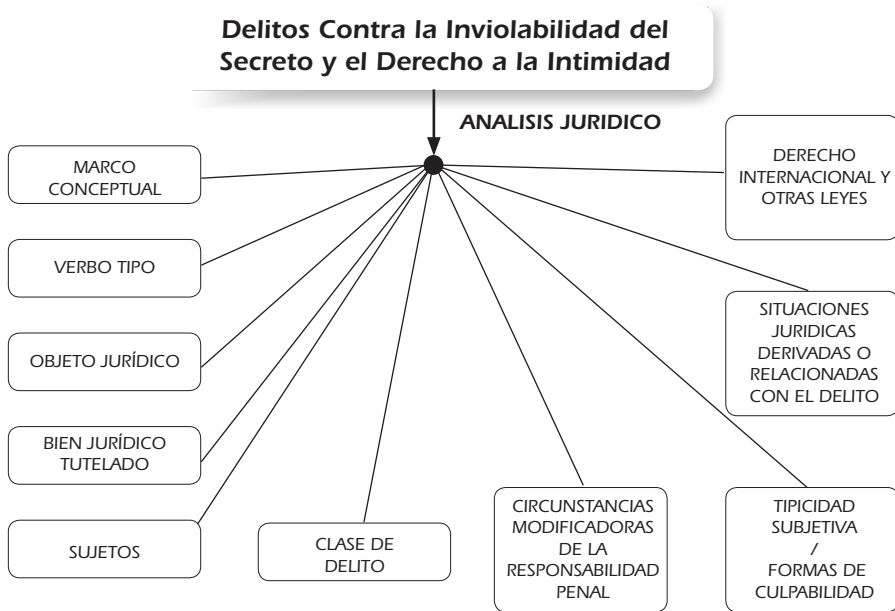 Delitos Contra la Inviolabilidad del
Secreto y el Derecho a la Intimidad
ANALISIS JURIDICO
MARCO
CONCEPTUAL
VERBO TIPO
OBJETO JURÍDICO
BIEN JURÍDICO
TUTELADO
SUJETOS
CLASE DE
DELITO
CIRCUNSTANCIAS
MODIFICADORAS
DE LA
RESPONSABILIDAD
PENAL
TIPICIDAD
SUBJETIVA
/
FORMAS DE
CULPABILIDAD
SITUACIONES
JURIDICAS
DERIVADAS O
RELACIONADAS
CON EL DELITO
DERECHO
INTERNACIONAL Y
OTRAS LEYES